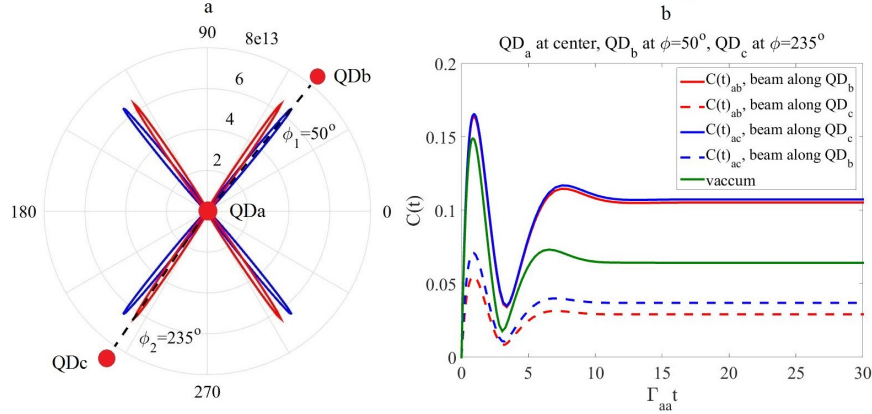 a
90
8e13
6
4
2
QDb
ϕ1=50°
180
QDa
0
ϕ2=235°
QDc
270
b
QDa at center, QDb at ϕ=50°, QDc at ϕ=235°
C(t)ab, beam along QDb
C(t)ab, beam along QDc
C(t)ac, beam along QDc
C(t)ac, beam along QDb
vaccum
C(t)
0.2
0.15
0.1
0.05
0
0
5
10
15
20
25
30
Γaat